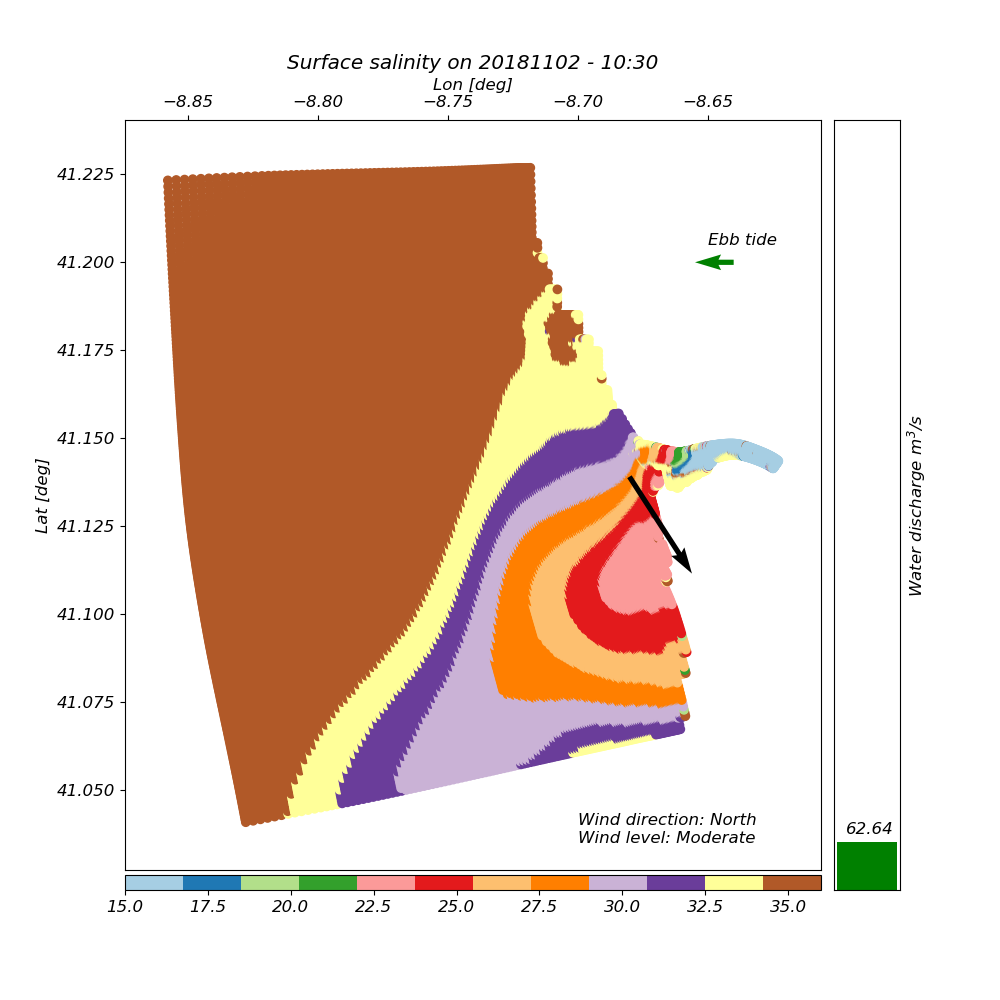 Surface salinity on 20181102 - 10:30
Lon [deg]
−8.85 −8.80 −8.75 −8.70 −8.65
41.225
41.200
41.175
41.150
41.125
41.100
41.075
41.050
Lat [deg]
Ebb tide
Wind direction: North
Wind level: Moderate
62.64
Water discharge m³/s
15.0 17.5 20.0 22.5 25.0 27.5 30.0 32.5 35.0